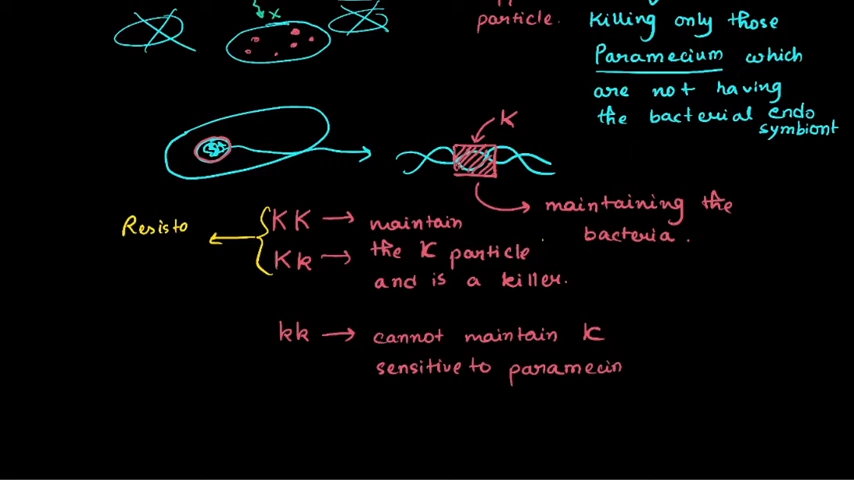 x
particle.
Killing only those
Paramecium which
are not having
the bacterial endo
symbiont
K
maintaining the
bacteria.
Resisto
KK → maintain
Kk → the K particle
and is a killer.
kk → cannot maintain K
sensitive to paramecin